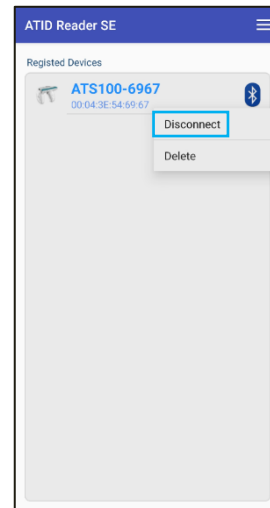 ATID Reader SE
Registed Devices
ATS100-6967
00:04:3E:54:69:67
Disconnect
Delete